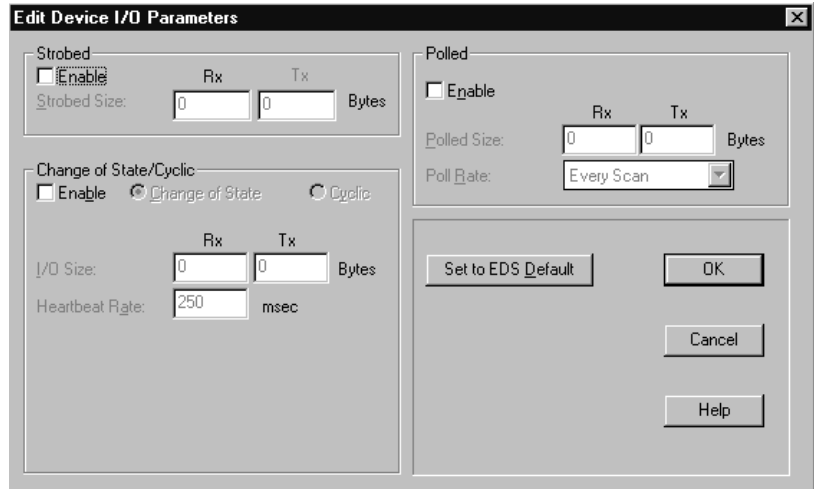 Edit Device I/O Parameters
Strobed
Enable Rx Tx
Strobed Size: 0 0 Bytes
Change of State/Cyclic
Enable Change of State Cyclic
Rx Tx
I/O Size: 0 0 Bytes
Heartbeat Rate: 250 msec
Polled
Enable
Rx Tx
Polled Size: 0 0 Bytes
Poll Rate: Every Scan
Set to EDS Default OK
Cancel
Help